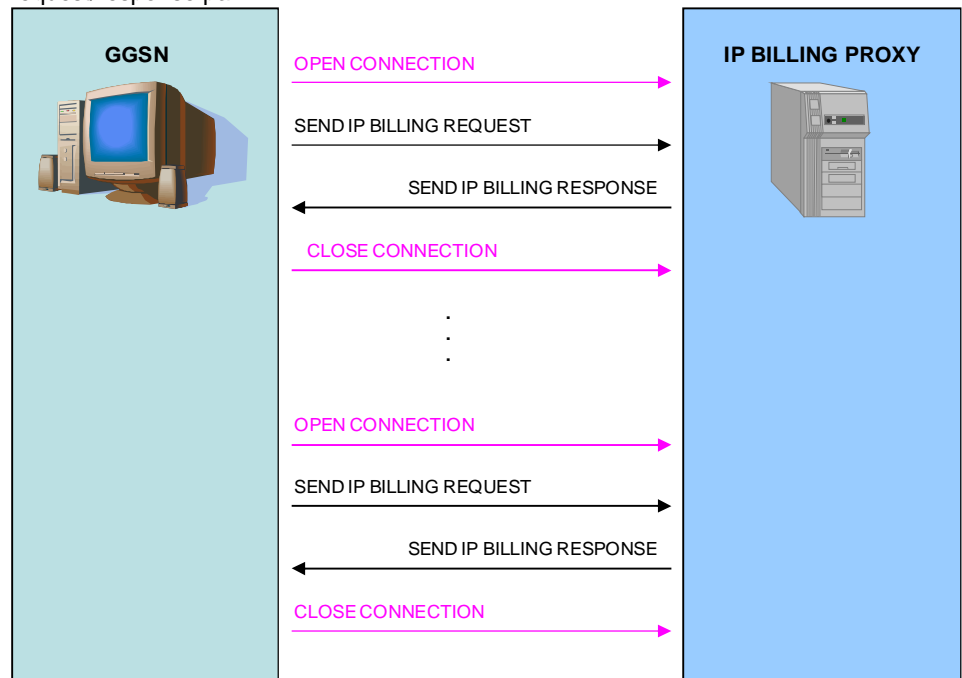 GGSN
IP BILLING PROXY
OPEN CONNECTION
SEND IP BILLING REQUEST
SEND IP BILLING RESPONSE
CLOSE CONNECTION
.
.
.
OPEN CONNECTION
SEND IP BILLING REQUEST
SEND IP BILLING RESPONSE
CLOSE CONNECTION